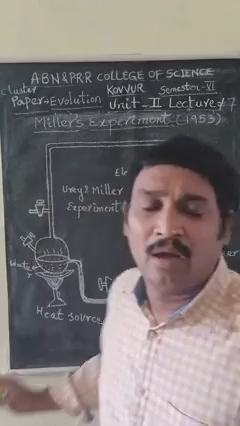 ABN & PRR COLLEGE OF SCIENCE
cluster KOVVUR Semester-VI
Paper→Evolution Unit-II Lecture≠7
Miller's Experiment (1953)
Urey & Miller
Experiment
Water
Heat source